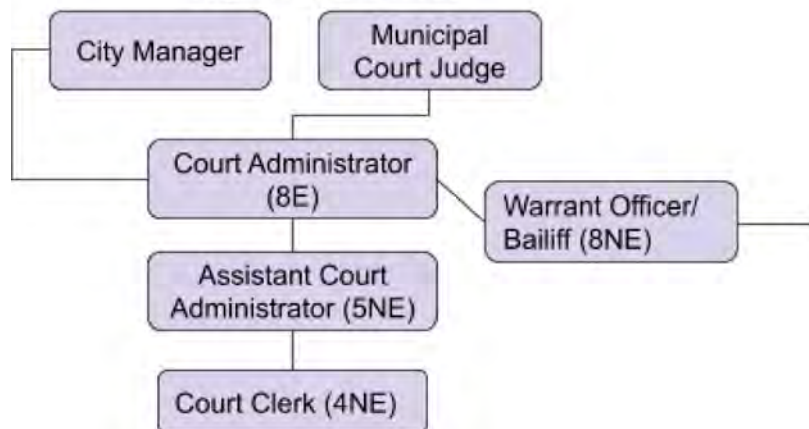 City Manager
Municipal
Court Judge
Court Administrator
(8E)
Warrant Officer/
Bailiff (8NE)
Assistant Court
Administrator (5NE)
Court Clerk (4NE)